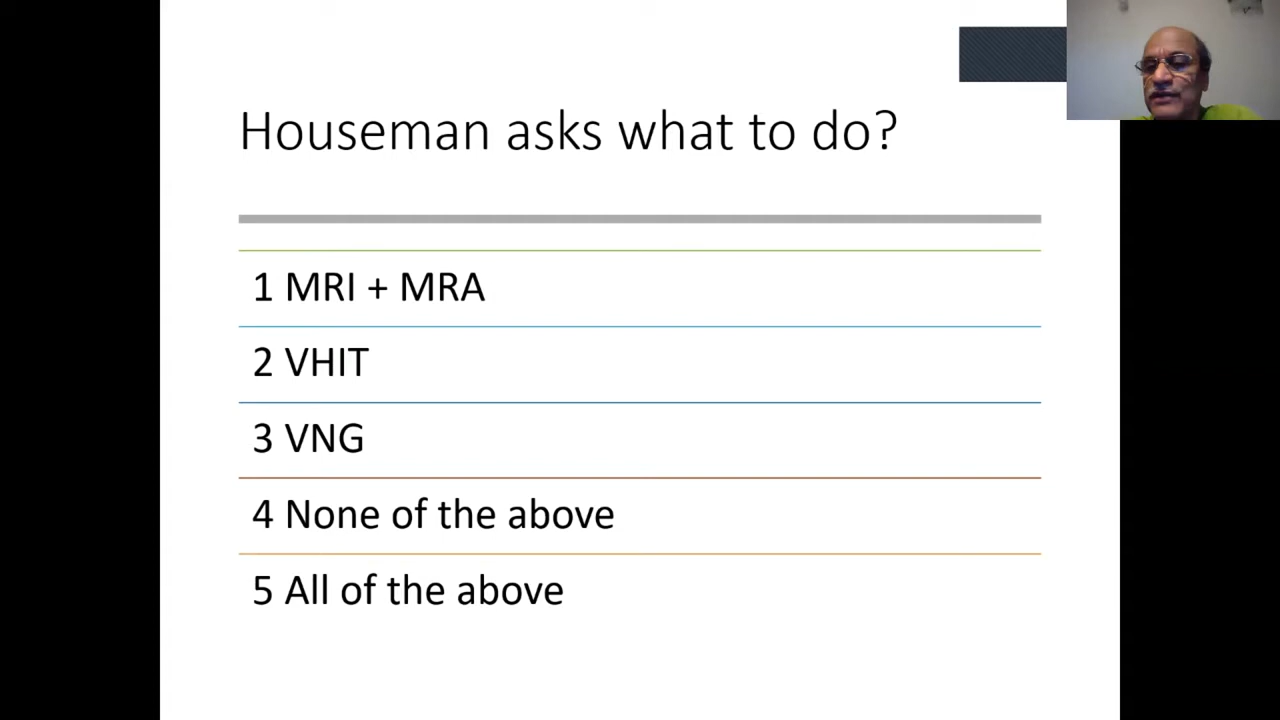 Houseman asks what to do?
1 MRI + MRA
2 VHIT
3 VNG
4 None of the above
5 All of the above